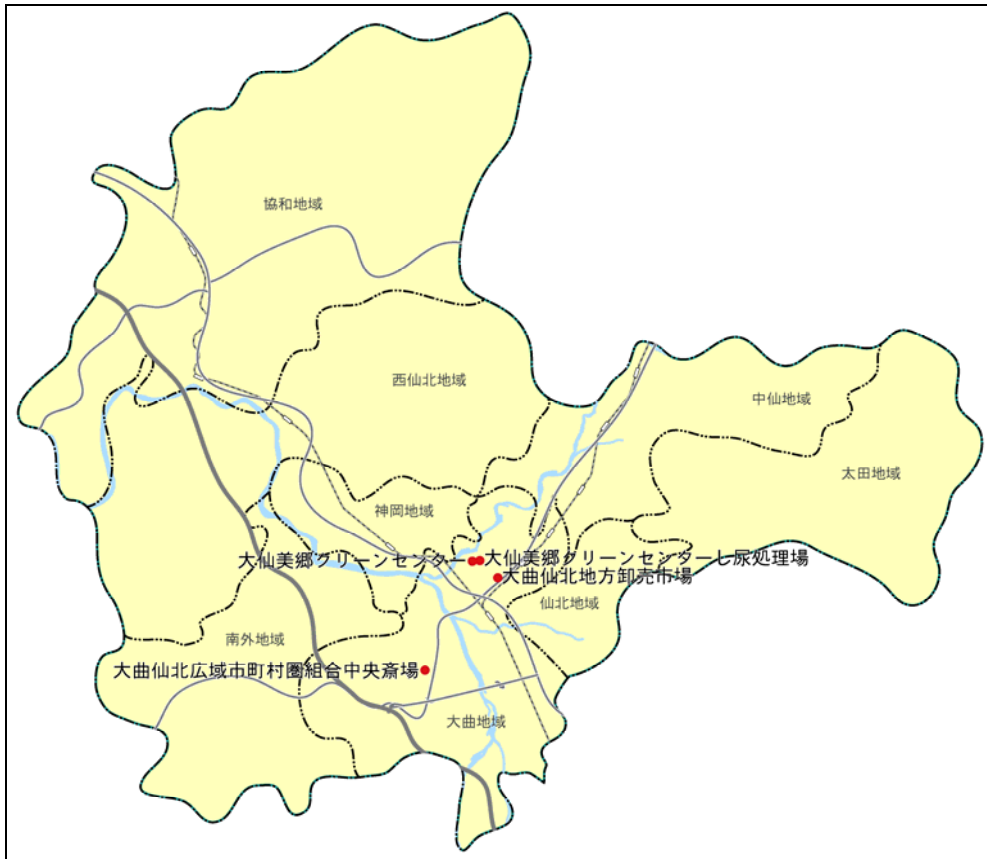 協和地域
西仙北地域
中仙地域
太田地域
神岡地域
大仙美郷クリーンセンター
大仙美郷クリーンセンターし尿処理場
大曲仙北地方卸売市場
仙北地域
南外地域
大曲仙北広域市町村圏組合中央斎場
大曲地域